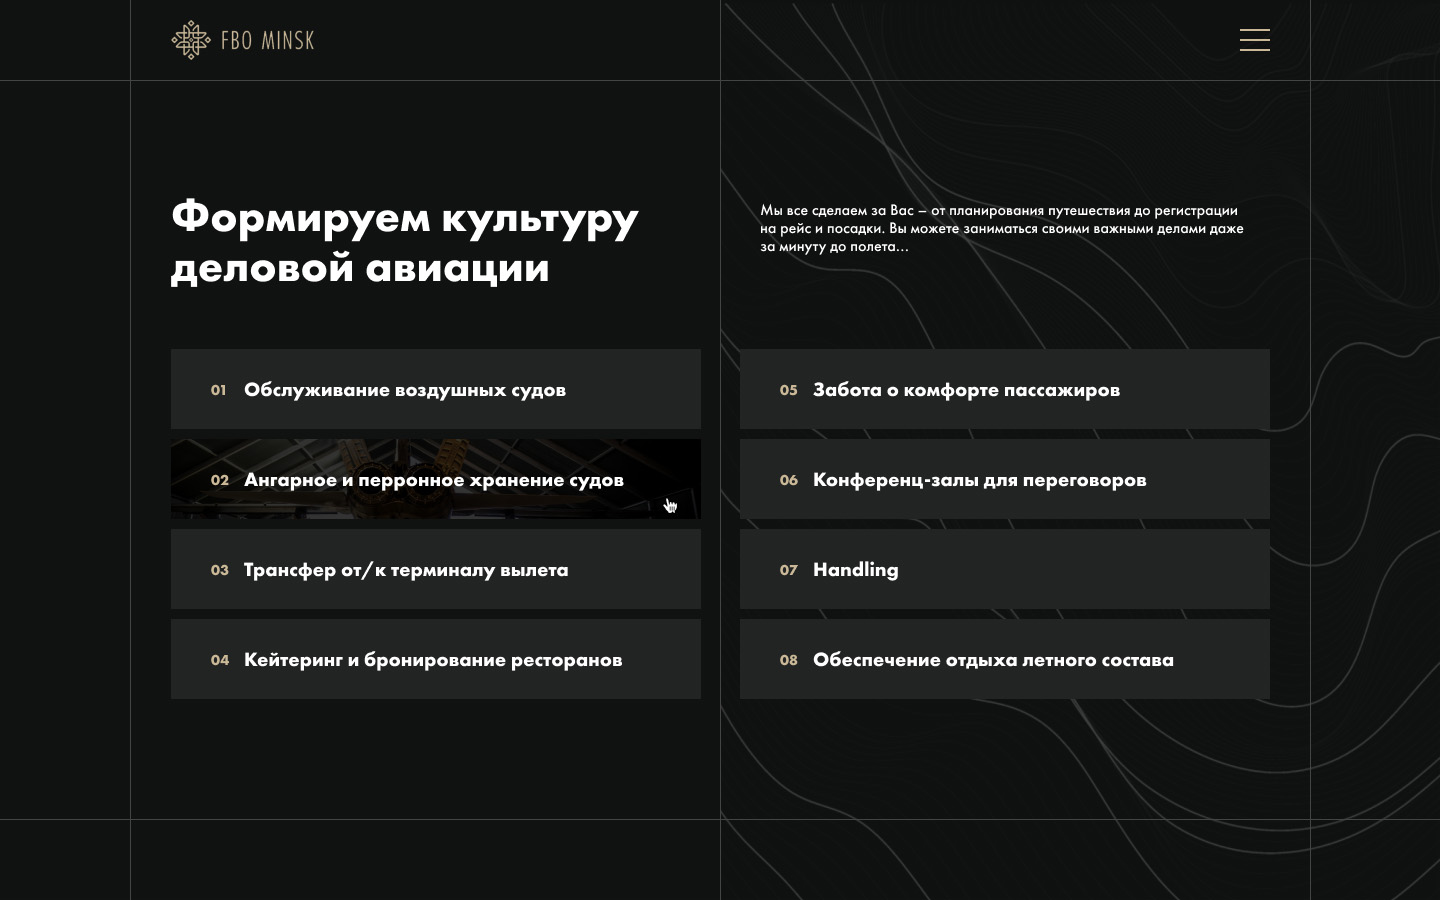 FBO MINSK
Формируем культуру
деловой авиации
Мы все сделаем за Вас – от планирования путешествия до регистрации
на рейс и посадки. Вы можете заниматься своими важными делами даже
за минуту до полета...
01 Обслуживание воздушных судов
02 Ангарное и перронное хранение судов
03 Трансфер от/к терминалу вылета
04 Кейтеринг и бронирование ресторанов
05 Забота о комфорте пассажиров
06 Конференц-залы для переговоров
07 Handling
08 Обеспечение отдыха летного состава